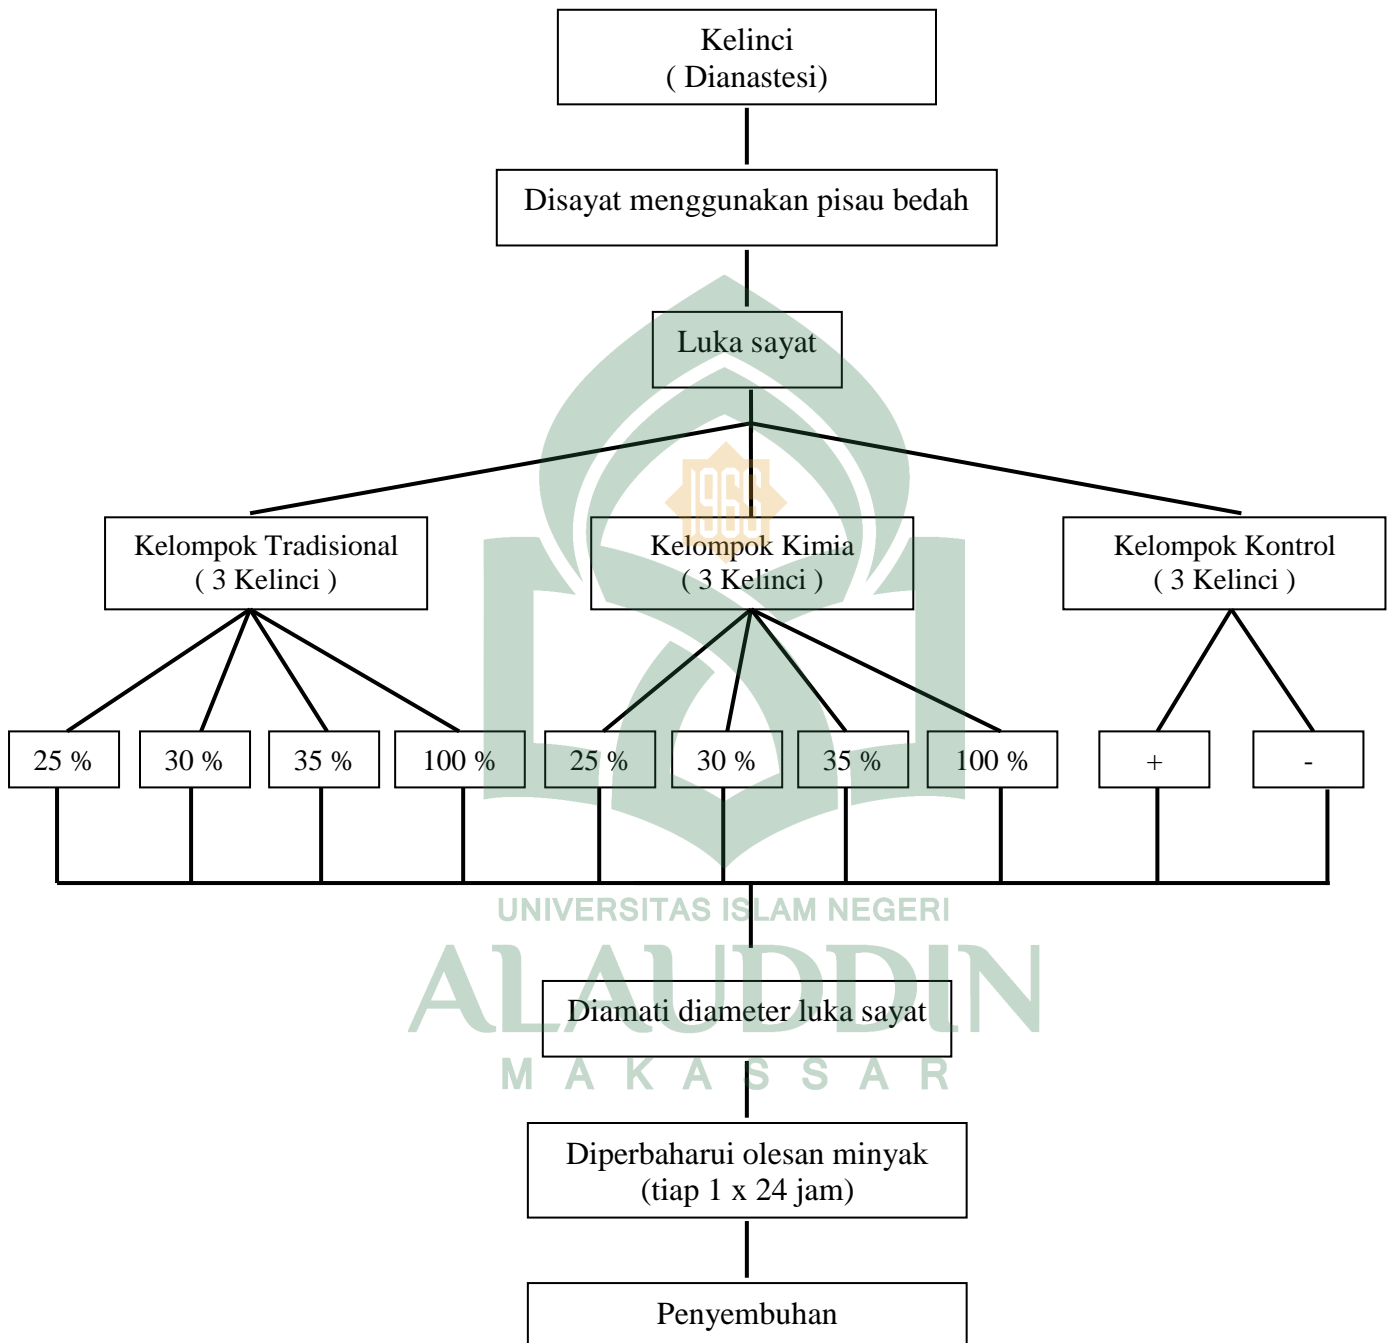 Kelinci
( Dianastesi)
Disayat menggunakan pisau bedah
Luka sayat
1965
Kelompok Tradisional
( 3 Kelinci )
Kelompok Kimia
( 3 Kelinci )
Kelompok Kontrol
( 3 Kelinci )
25 %
30 %
35 %
100 %
25 %
30 %
35 %
100 %
+
-
UNIVERSITAS ISLAM NEGERI
ALAUDDIN
Diamati diameter luka sayat
MAKASSAR
Diperbaharui olesan minyak
(tiap 1 x 24 jam)
Penyembuhan